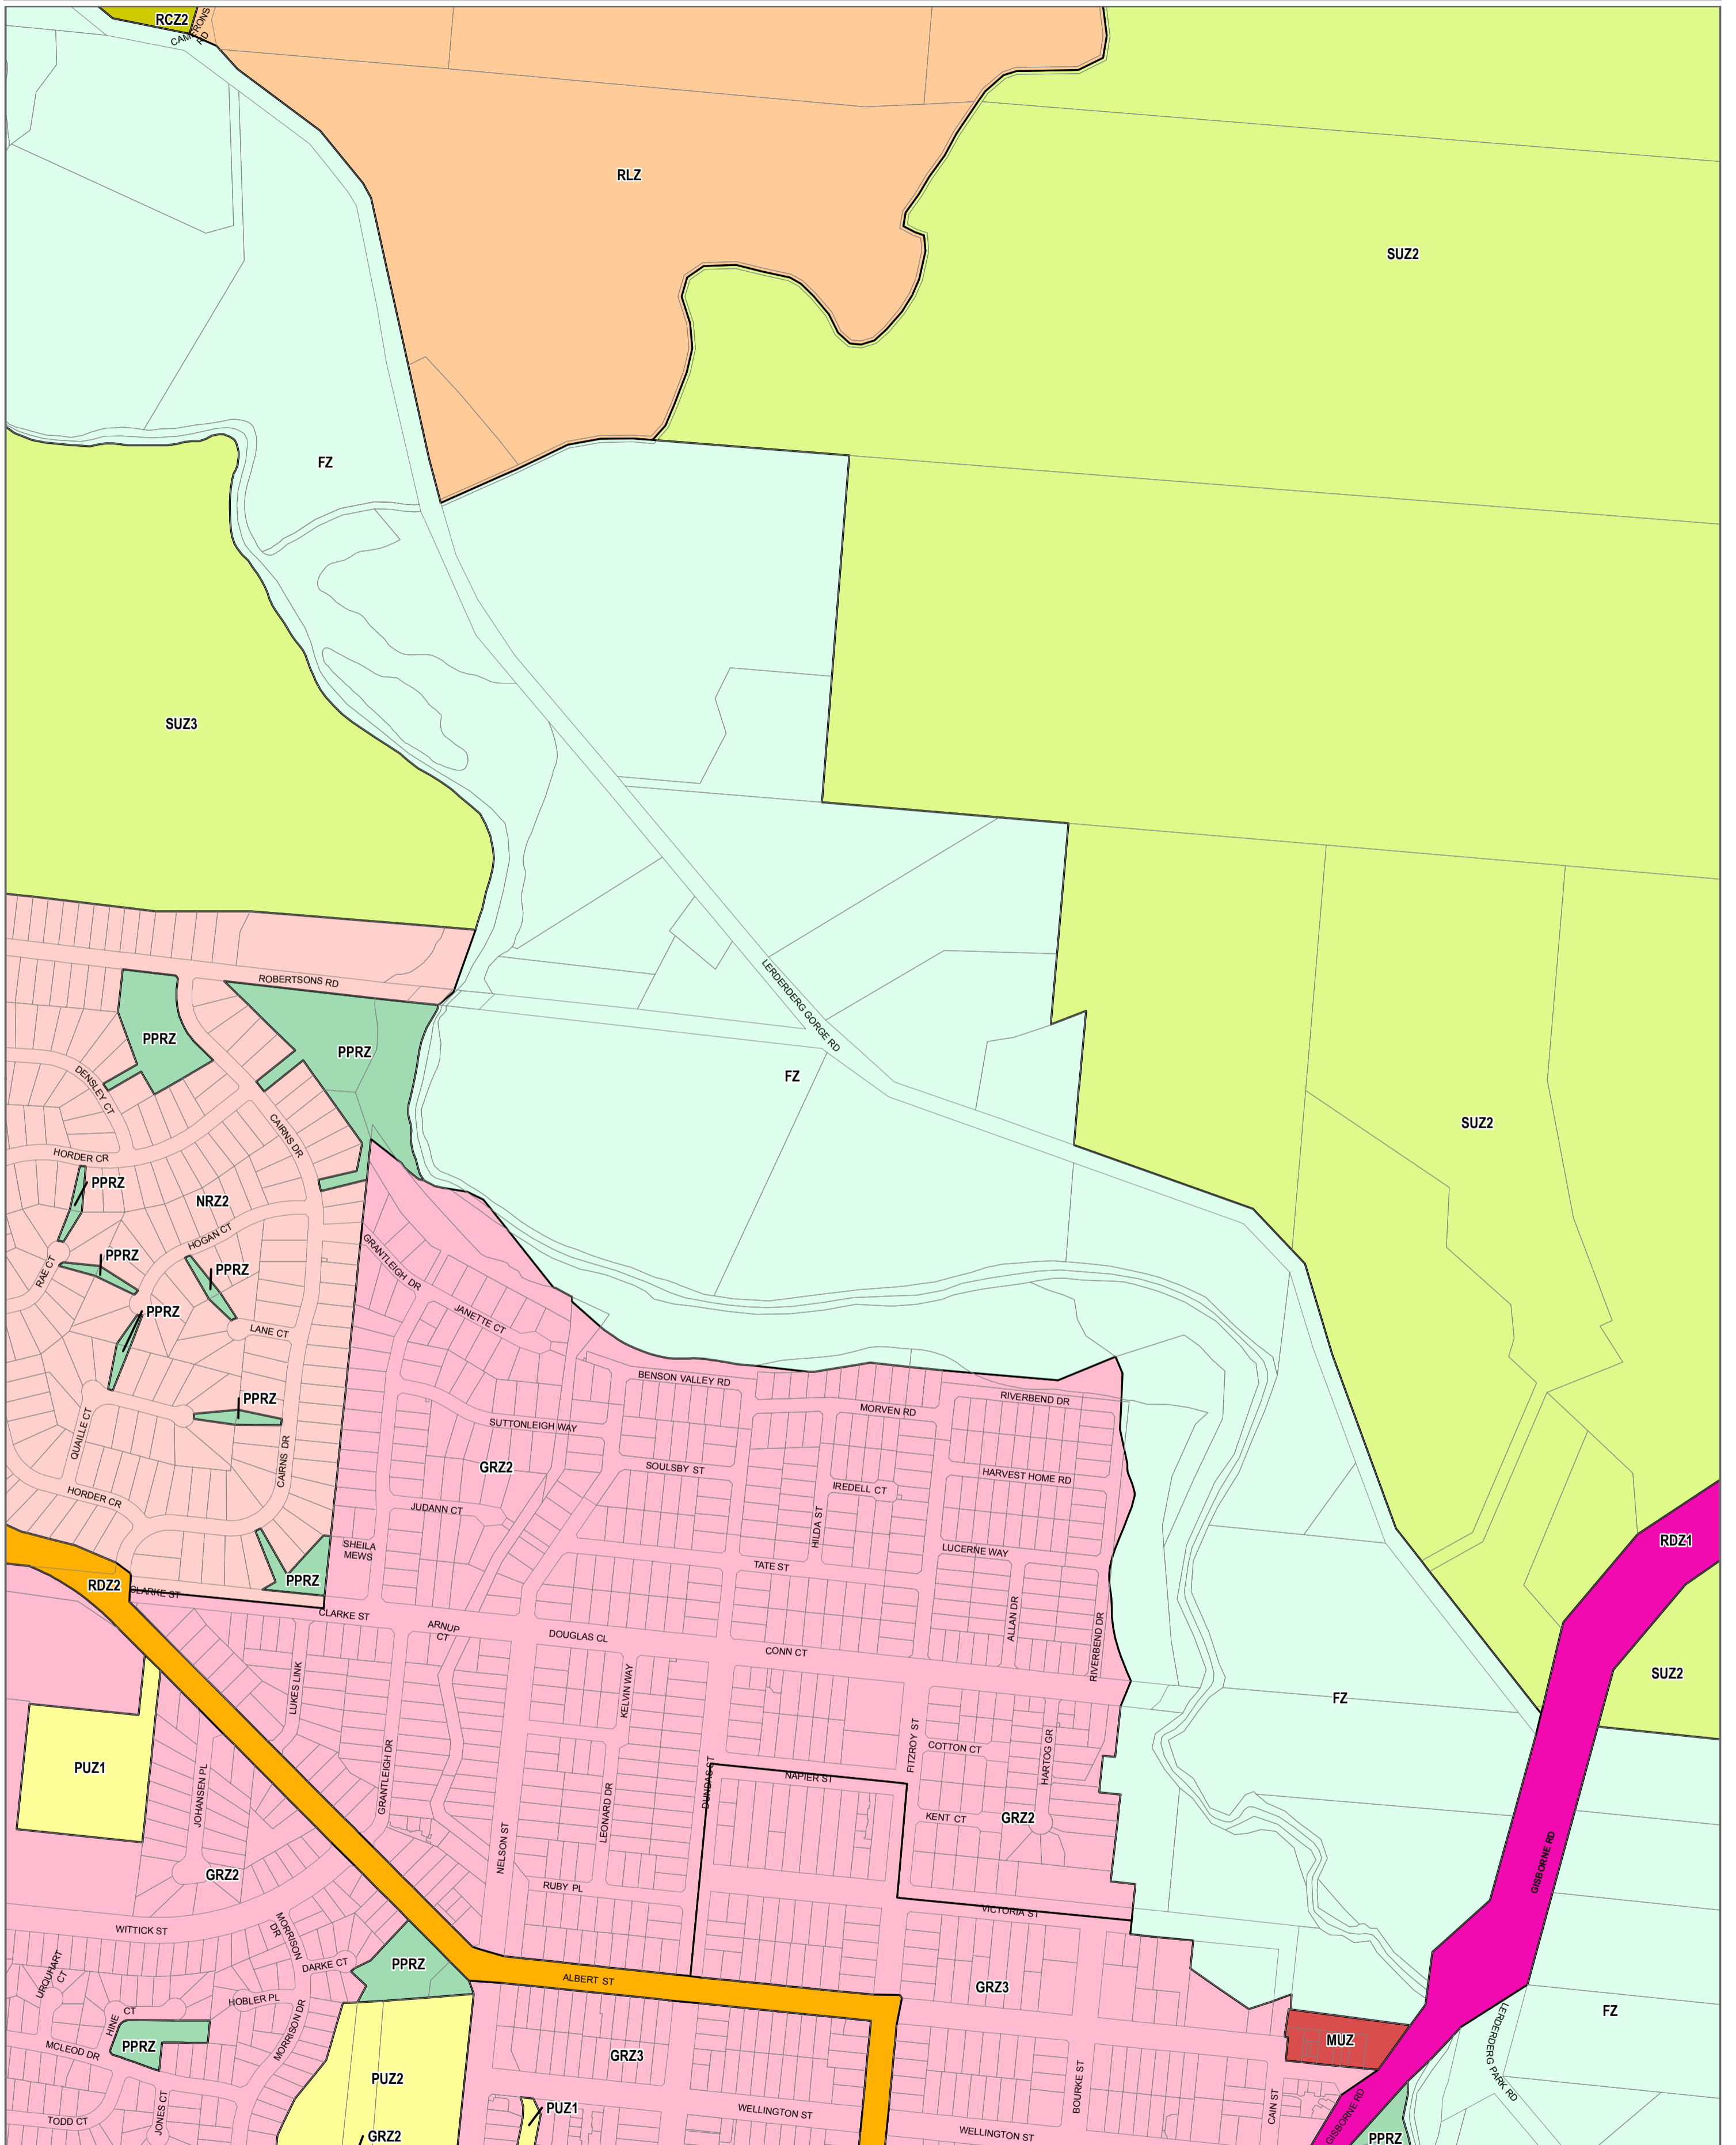 RCZ2
CAMERONS
RD
RLZ
SUZ2
FZ
SUZ3
LERDERDERG GORGE RD
ROBERTSONS RD
PPRZ
PPRZ
FZ
DENSLEY CT
CAIRNS DR
SUZ2
HORDER CR
PPRZ
NRZ2
HOGAN CT
PPRZ
RAE CT
PPRZ
GRANTLEIGH DR
PPRZ
JANETTE CT
LANE CT
BENSON VALLEY RD
RIVERBEND DR
PPRZ
MORVEN RD
QUAILLE CT
SUTTONLEIGH WAY
CAIRNS DR
GRZ2
SOULSBY ST
HARVEST HOME RD
IREDELL CT
HORDER CR
JUDANN CT
HILDA ST
RDZ1
SHEILA
MEWS
LUCERNE WAY
TATE ST
PPRZ
RDZ2
CLARKE ST
CLARKE ST
ARNUP
CT
ALLAN DR
DOUGLAS CL
RIVERBEND DR
CONN CT
SUZ2
LUKES LINK
KELVIN WAY
FZ
FITZROY ST
COTTON CT
HARTOG GR
PUZ1
JOHANSEN PL
GRANTLEIGH DR
DUNDAS ST
NAPIER ST
LEONARD DR
KENT CT
GRZ2
NELSON ST
GISBORNE RD
GRZ2
RUBY PL
VICTORIA ST
WITTICK ST
MORRISON
DR
DARKE CT
PPRZ
URQUHART
CT
ALBERT ST
GRZ3
HOBLER PL
HINE
CT
FZ
MORRISON DR
PPRZ
MCLEOD DR
GRZ3
MUZ
LERDERDERG PARK RD
PUZ2
BOURKE ST
CAIN ST
GISBORNE RD
PUZ1
WELLINGTON ST
JONES CT
TODD CT
GRZ2
WELLINGTON ST
PPRZ